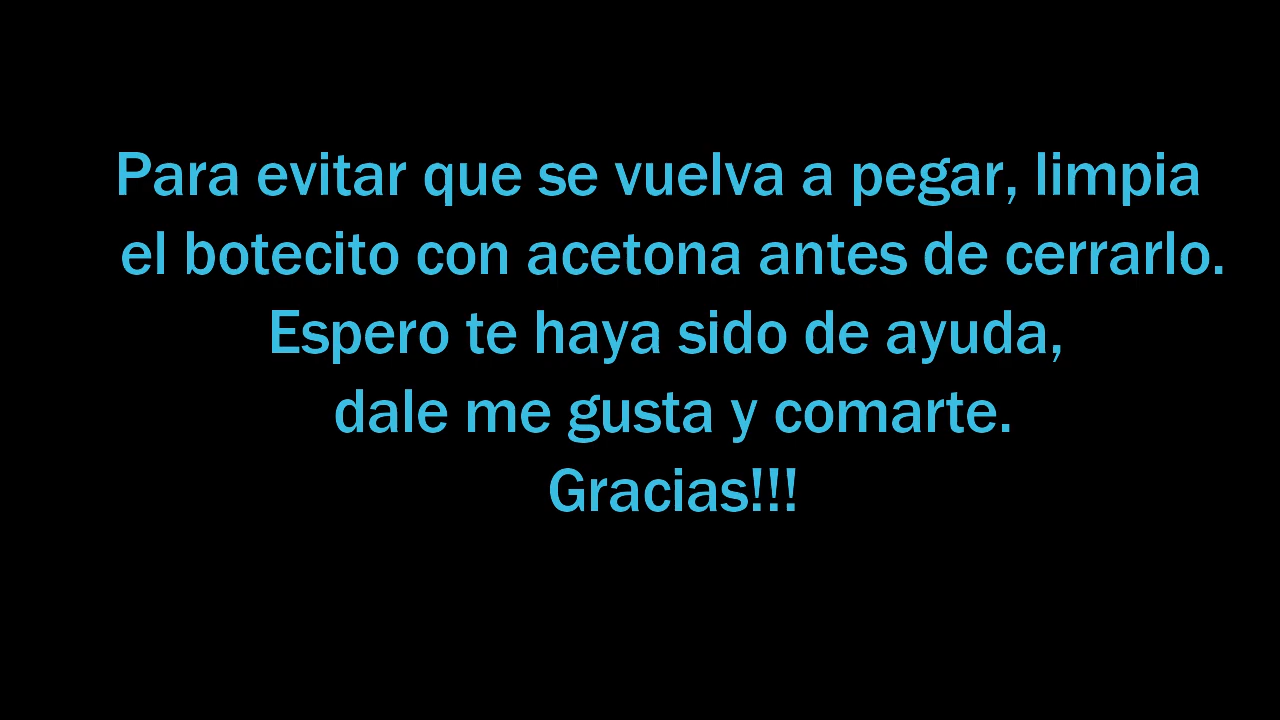 Para evitar que se vuelva a pegar, limpia
el botecito con acetona antes de cerrarlo.
Espero te haya sido de ayuda,
dale me gusta y comarte.
Gracias!!!